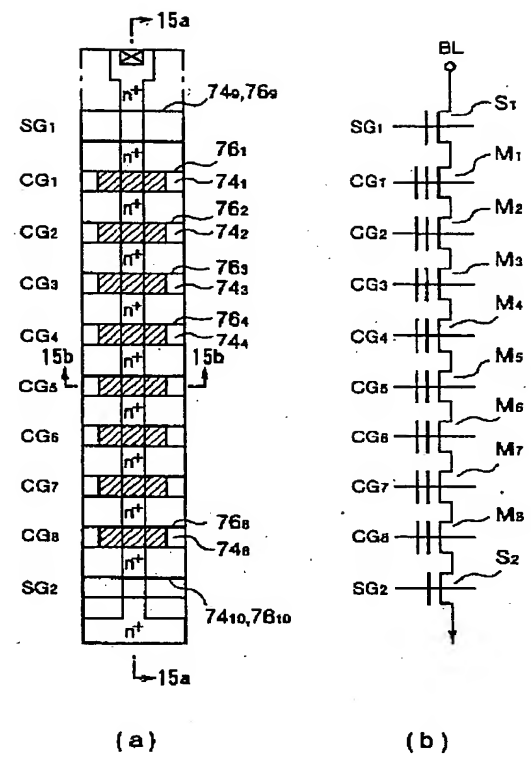 15a
BL
n+
74₉,76₉
S₁
SG₁
SG₁
n+
76₁
M₁
CG₁
74₁
CG₁
n+
76₂
M₂
CG₂
74₂
CG₂
n+
76₃
M₃
CG₃
74₃
CG₃
n+
76₄
M₄
CG₄
74₄
CG₄
15b
n+
15b
M₅
CG₅
CG₅
n+
M₆
CG₆
CG₆
n+
M₇
CG₇
CG₇
n+
76₈
M₈
CG₈
74₈
CG₈
n+
S₂
SG₂
SG₂
74₁₀,76₁₀
n+
15a
(a)
(b)